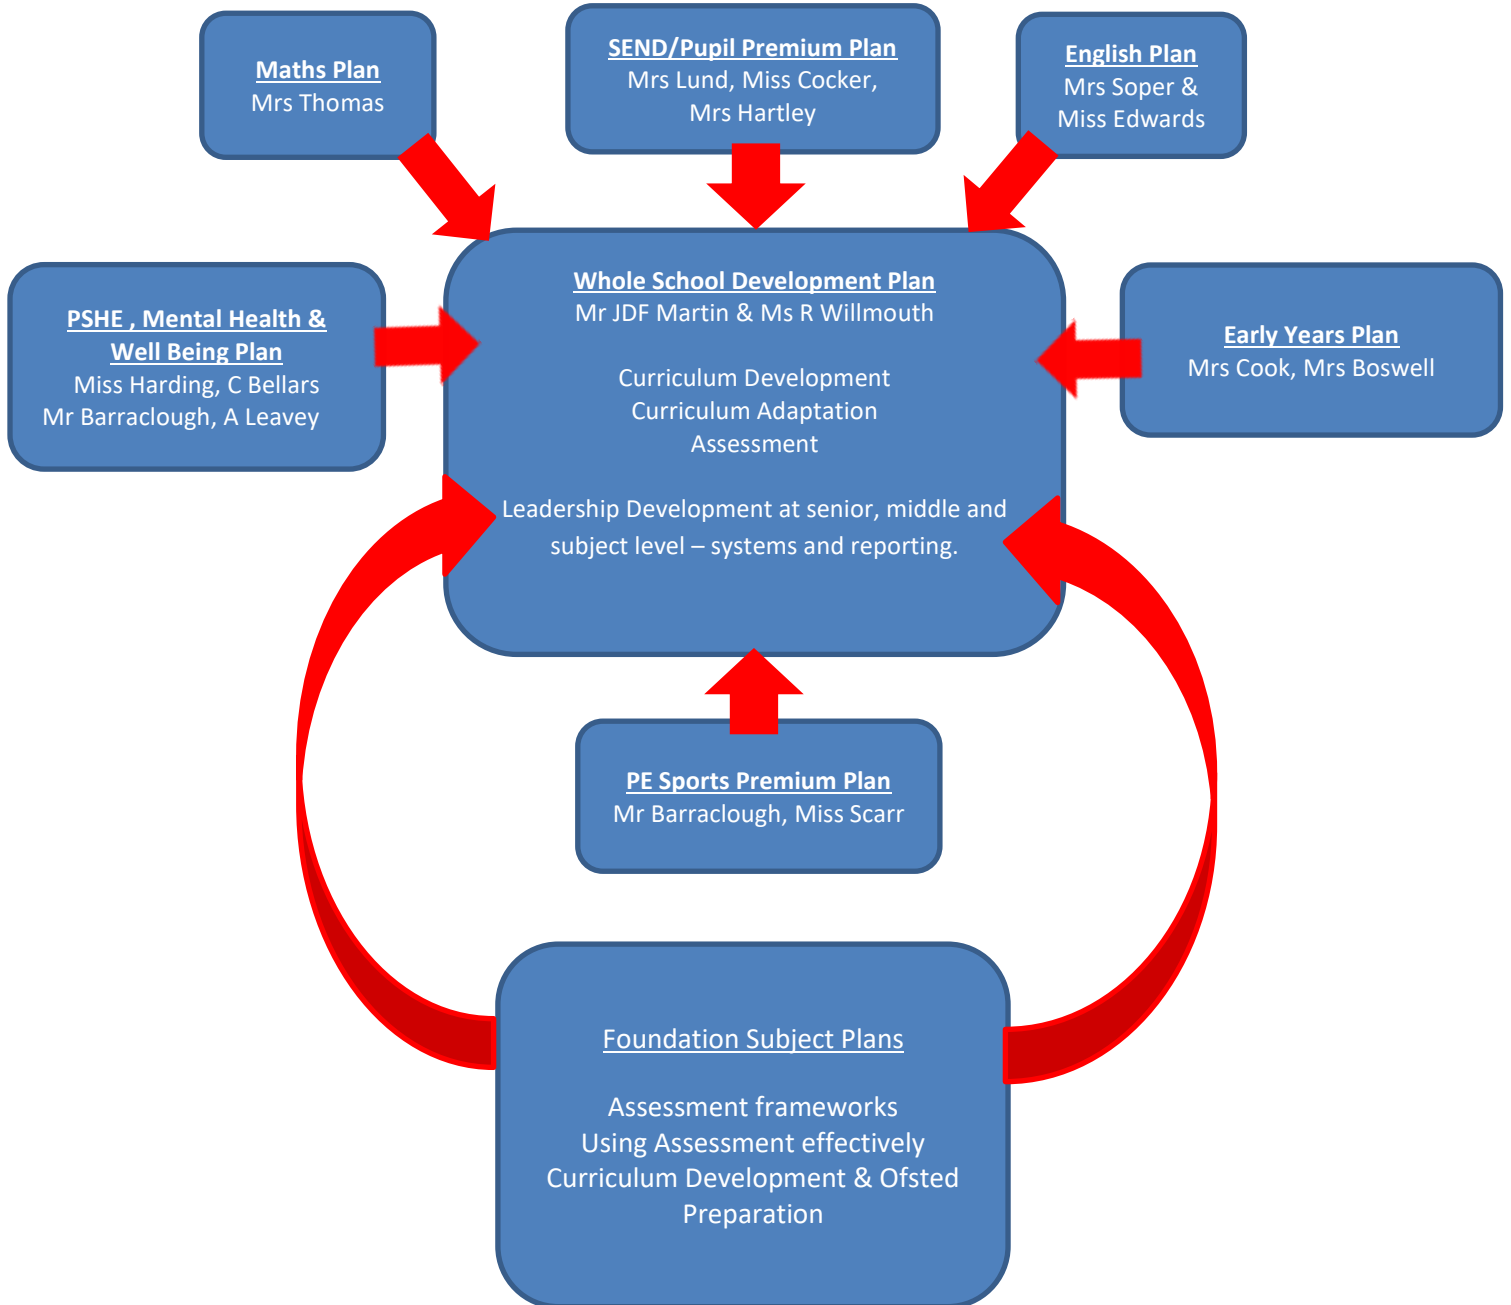 Maths Plan
Mrs Thomas
SEND/Pupil Premium Plan
Mrs Lund, Miss Cocker,
Mrs Hartley
English Plan
Mrs Soper &
Miss Edwards
PSHE , Mental Health &
Well Being Plan
Miss Harding, C Bellars
Mr Barraclough, A Leavey
Whole School Development Plan
Mr JDF Martin & Ms R Willmouth
Curriculum Development
Curriculum Adaptation
Assessment
Leadership Development at senior, middle and
subject level – systems and reporting.
Early Years Plan
Mrs Cook, Mrs Boswell
PE Sports Premium Plan
Mr Barraclough, Miss Scarr
Foundation Subject Plans
Assessment frameworks
Using Assessment effectively
Curriculum Development & Ofsted
Preparation